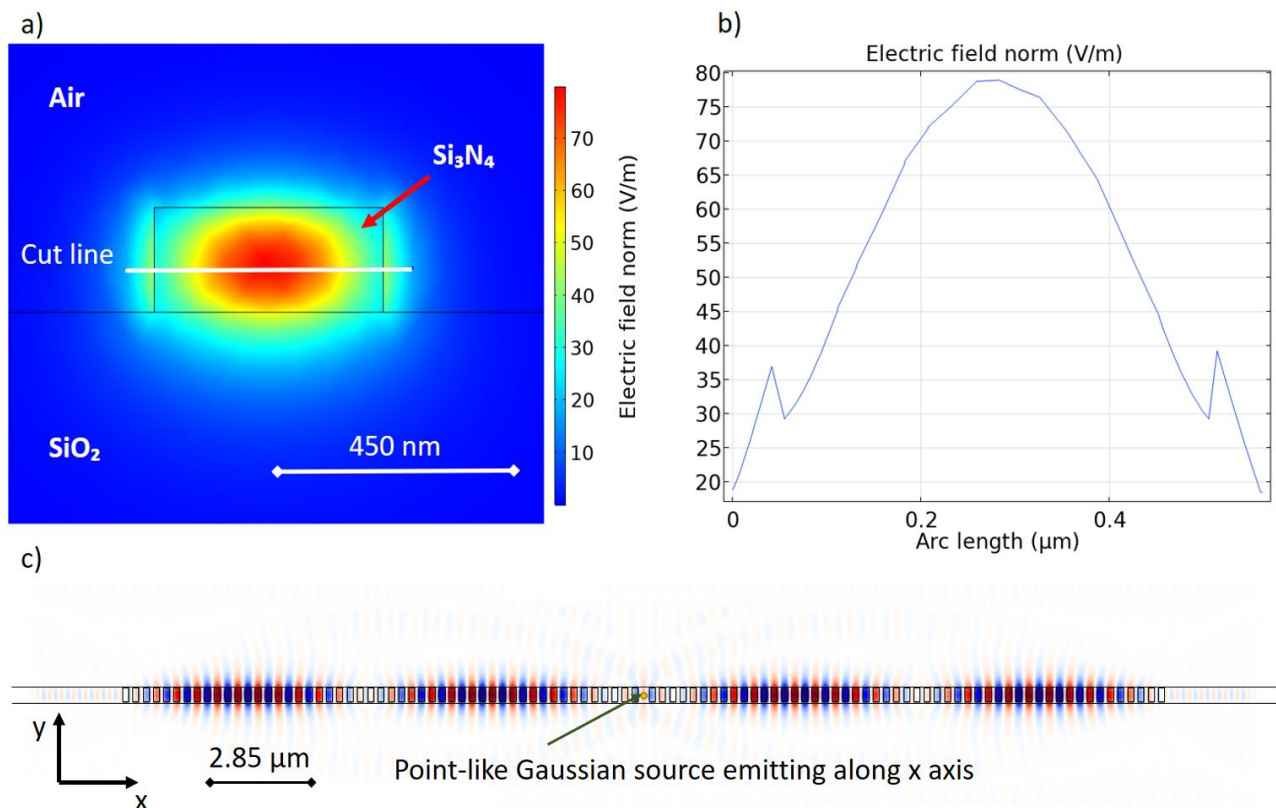 a)
Air
Si₃N₄
Cut line
SiO₂
450 nm
70
60
50
40
30
20
10
Electric field norm (V/m)
b)
Electric field norm (V/m)
80
75
70
65
60
55
50
45
40
35
30
25
20
0
0.2
0.4
Arc length (µm)
c)
y
x
2.85 µm
Point-like Gaussian source emitting along x axis